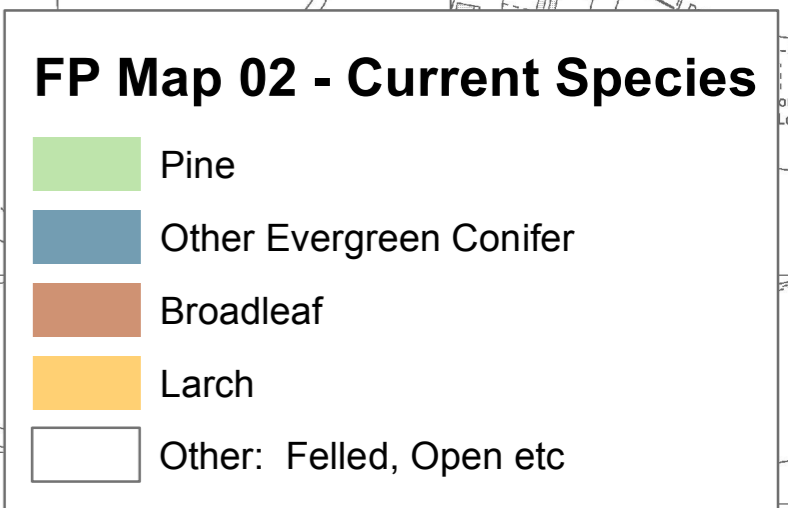 FP Map 02 - Current Species
Pine
Other Evergreen Conifer
Broadleaf
Larch
Other: Felled, Open etc